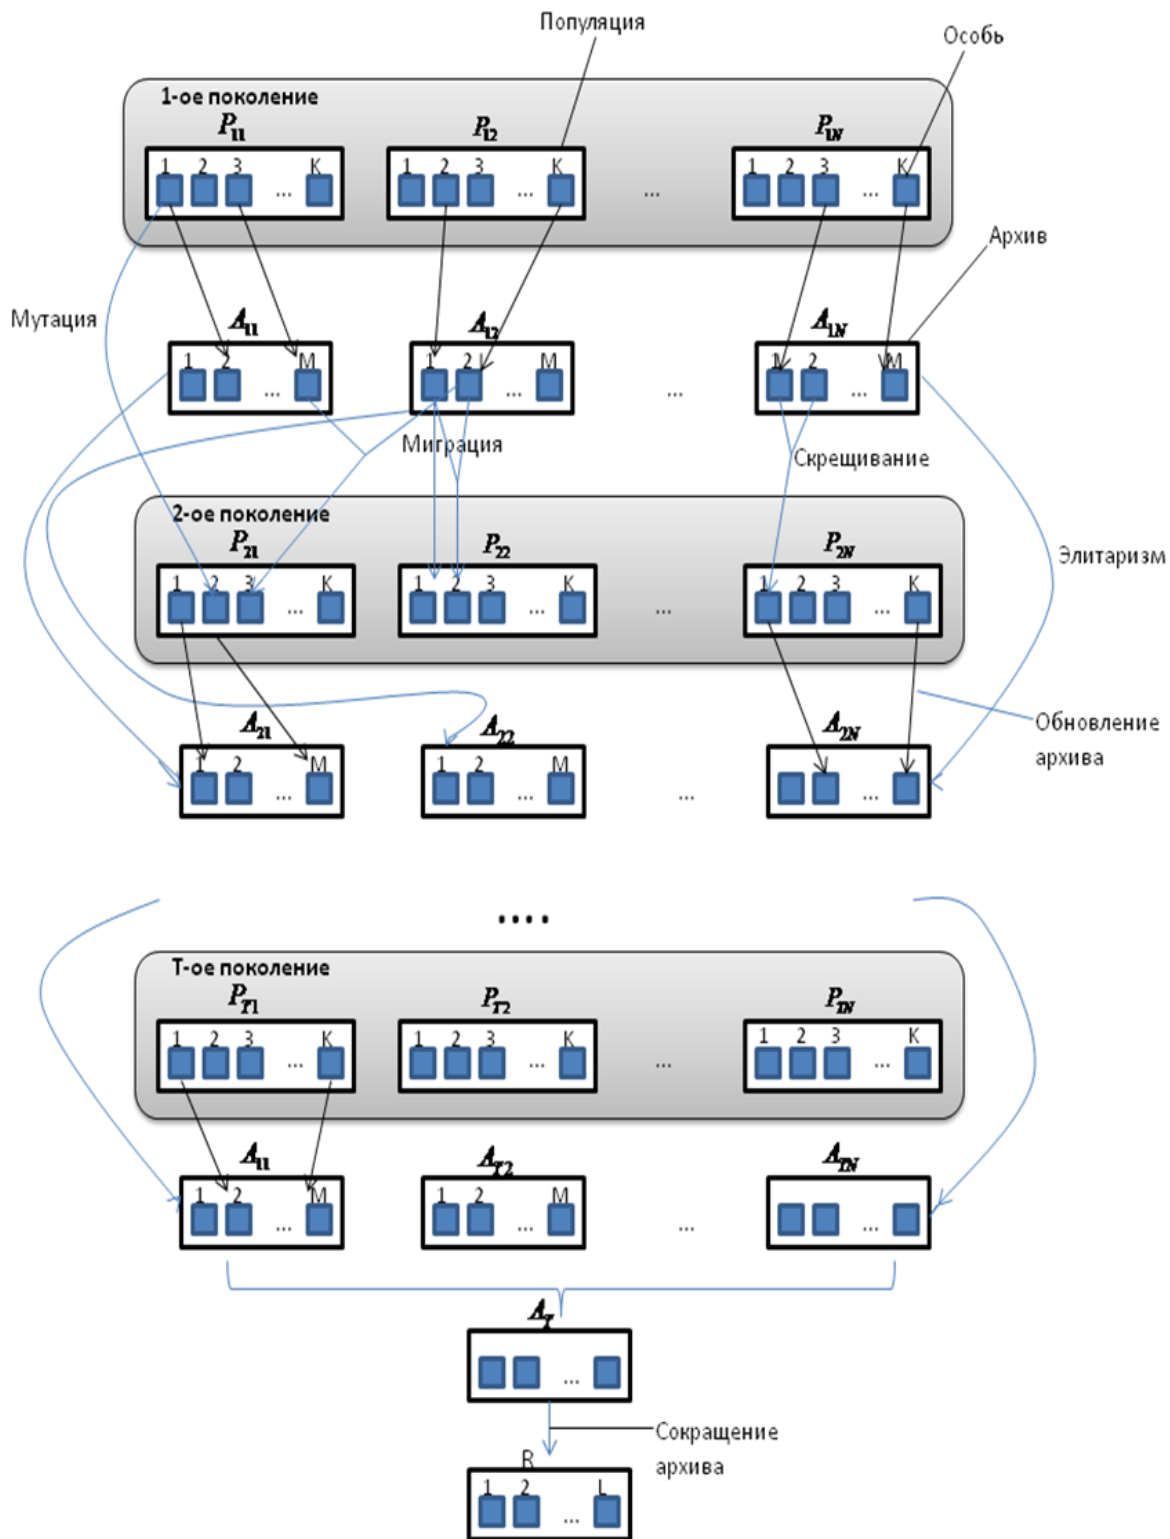 Популяция
Особь
1-ое поколение
P11 P12 P1N
1 2 3 ... K 1 2 3 ... K ... 1 2 3 ... K
Архив
Мутация
A11 A12 A1N
1 2 ... M 1 2 ... M ... 1 2 ... M
Миграция
Скрещивание
2-ое поколение
P21 P22 P2N
Элитаризм
1 2 3 ... K 1 2 3 ... K ... 1 2 3 ... K
A21 A22 A2N
Обновление
архива
1 2 ... M 1 2 ... M ... ...
....
T-ое поколение
PT1 PT2 PTN
1 2 3 ... K 1 2 3 ... K ... 1 2 3 ... K
A11 AT2 ATN
1 2 ... M 1 2 ... M ... ...
AT
...
Сокращение
архива
R
1 2 ... L